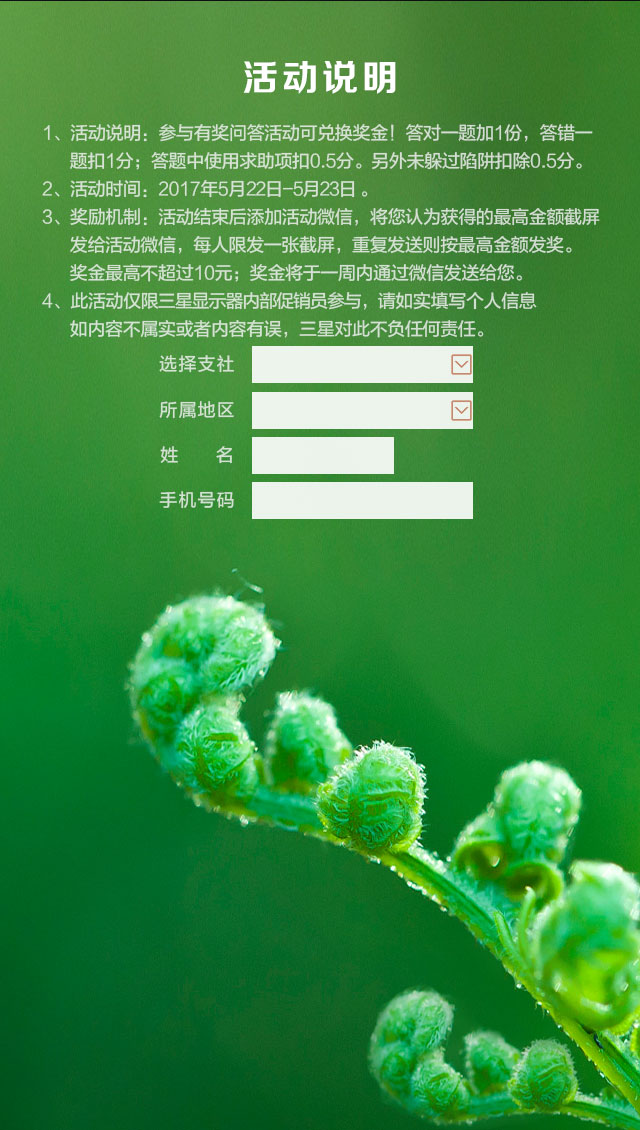 活动说明
1、活动说明：参与有奖问答活动可兑换奖金！答对一题加1份，答错一
题扣1分；答题中使用求助项扣0.5分。另外未躲过陷阱扣除0.5分。
2、活动时间：2017年5月22日-5月23日 。
3、奖励机制：活动结束后添加活动微信，将您认为获得的最高金额截屏
发给活动微信，每人限发一张截屏，重复发送则按最高金额发奖。
奖金最高不超过10元；奖金将于一周内通过微信发送给您。
4、此活动仅限三星显示器内部促销员参与，请如实填写个人信息
如内容不属实或者内容有误，三星对此不负任何责任。
选择支社
所属地区
姓 名
手机号码